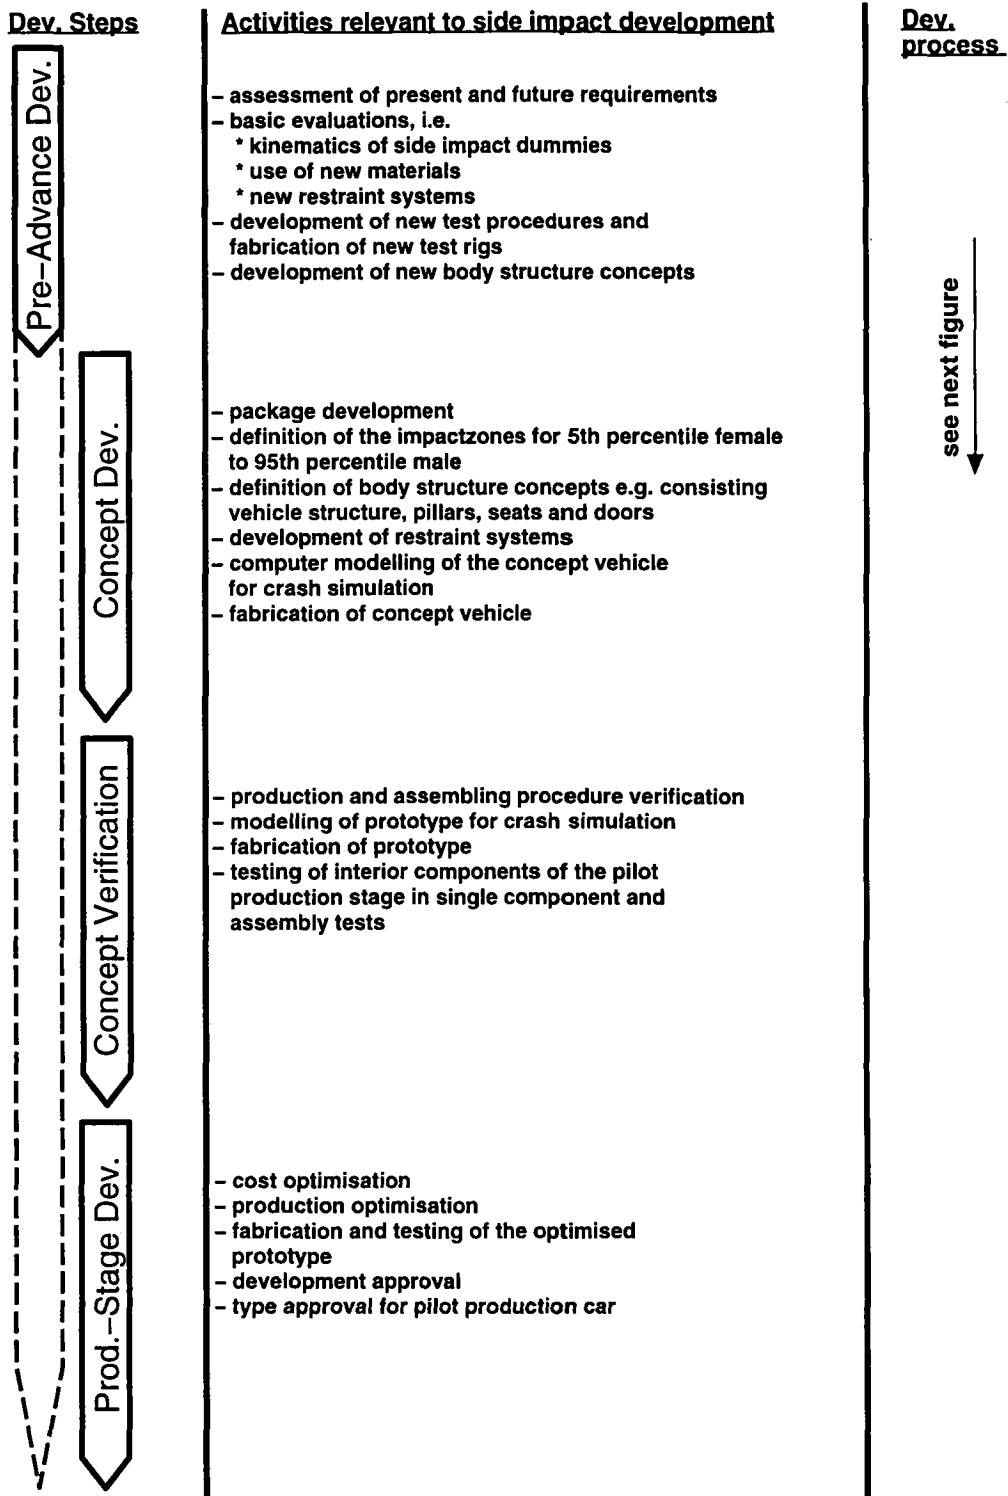 Dev. Steps
Activities relevant to side impact development
Dev.
process
Pre–Advance Dev.
– assessment of present and future requirements
– basic evaluations, i.e.
* kinematics of side impact dummies
* use of new materials
* new restraint systems
– development of new test procedures and
fabrication of new test rigs
– development of new body structure concepts
see next figure
Concept Dev.
– package development
– definition of the impactzones for 5th percentile female
to 95th percentile male
– definition of body structure concepts e.g. consisting
vehicle structure, pillars, seats and doors
– development of restraint systems
– computer modelling of the concept vehicle
for crash simulation
– fabrication of concept vehicle
Concept Verification
– production and assembling procedure verification
– modelling of prototype for crash simulation
– fabrication of prototype
– testing of interior components of the pilot
production stage in single component and
assembly tests
Prod.–Stage Dev.
– cost optimisation
– production optimisation
– fabrication and testing of the optimised
prototype
– development approval
– type approval for pilot production car